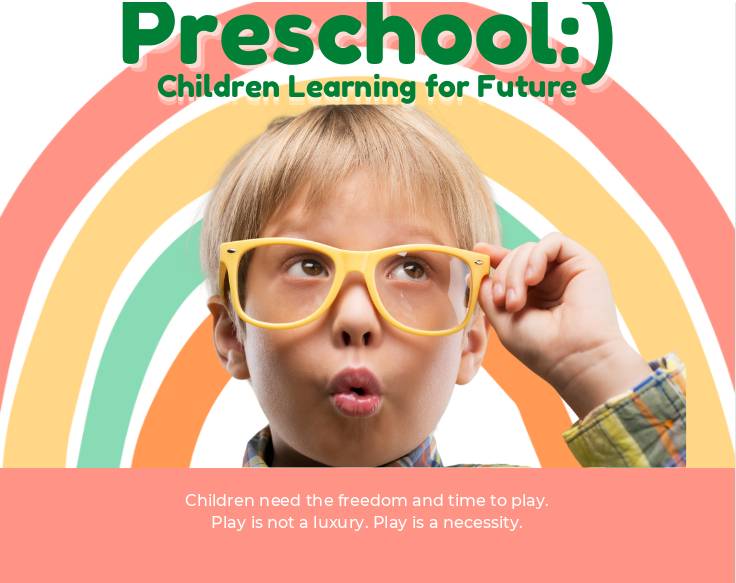 Preschool:)
Children Learning for Future
Children need the freedom and time to play.
Play is not a luxury. Play is a necessity.